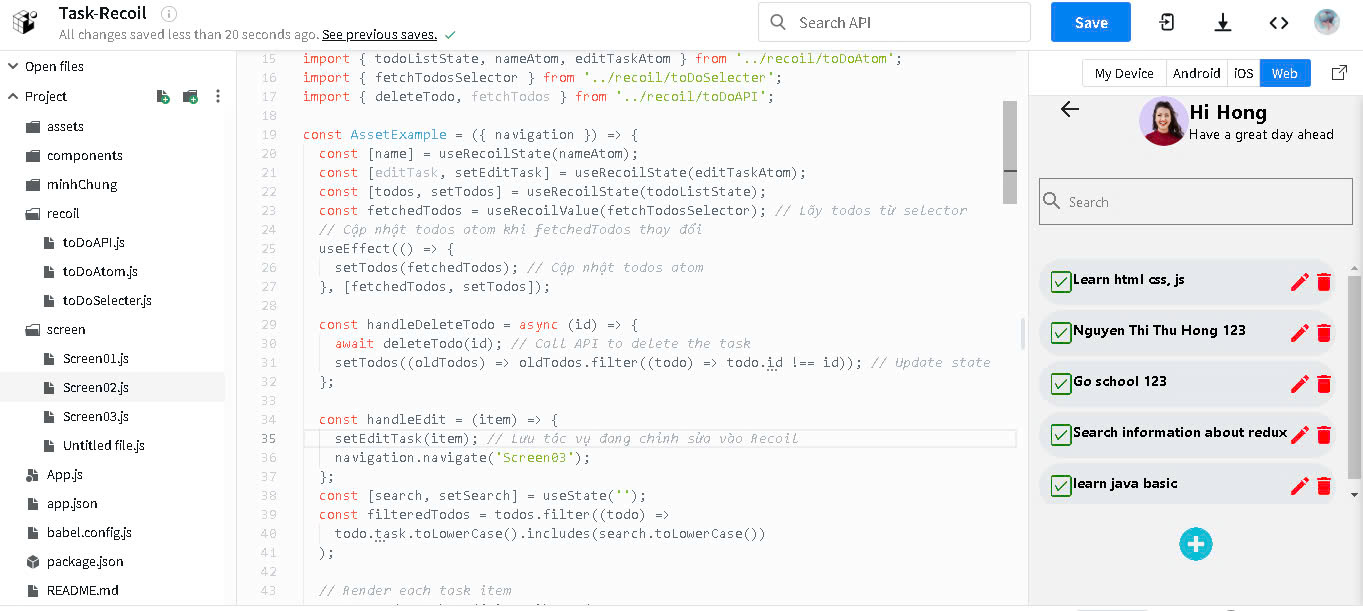 Task-Recoil
All changes saved less than 20 seconds ago. See previous saves.
Search API
Save
Open files
Project
assets
components
minhChung
recoil
toDoAPI.js
toDoAtom.js
toDoSelecter.js
screen
Screen01.js
Screen02.js
Screen03.js
Untitled file.js
App.js
app.json
babel.config.js
package.json
README.md
15 import { todoListState, nameAtom, editTaskAtom } from '../recoil/toDoAtom';
16 import { fetchTodosSelector } from '../recoil/toDoSelecter';
17 import { deleteTodo, fetchTodos } from '../recoil/toDoAPI';
18
19 const AssetExample = ({ navigation }) => {
20 const [name] = useRecoilState(nameAtom);
21 const [editTask, setEditTask] = useRecoilState(editTaskAtom);
22 const [todos, setTodos] = useRecoilState(todoListState);
23 const fetchedTodos = useRecoilValue(fetchTodosSelector); // Lấy todos từ selector
24 // Cập nhật todos atom khi fetchedTodos thay đổi
25 useEffect(() => {
26 setTodos(fetchedTodos); // Cập nhật todos atom
27 }, [fetchedTodos, setTodos]);
28
29 const handleDeleteTodo = async (id) => {
30 await deleteTodo(id); // Call API to delete the task
31 setTodos((oldTodos) => oldTodos.filter((todo) => todo.id !== id)); // Update state
32 };
33
34 const handleEdit = (item) => {
35 setEditTask(item); // Lưu tác vụ đang chỉnh sửa vào Recoil
36 navigation.navigate('Screen03');
37 };
38 const [search, setSearch] = useState('');
39 const filteredTodos = todos.filter((todo) =>
40 todo.task.toLowerCase().includes(search.toLowerCase())
41 );
42
43 // Render each task item
My Device Android iOS Web
Hi Hong
Have a great day ahead
Search
Learn html css, js
Nguyen Thi Thu Hong 123
Go school 123
Search information about redux
learn java basic